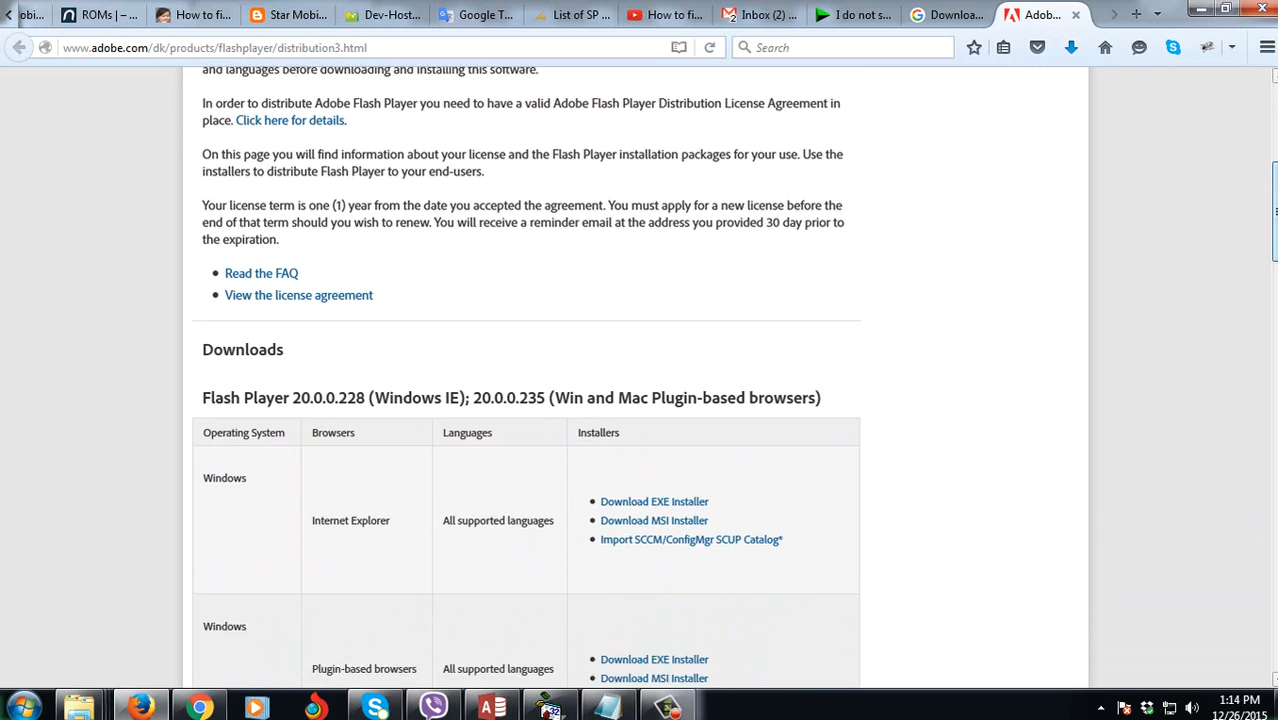 obi...
ROMs | – ...
How to fi...
Star Mobi...
Dev-Host...
Google T...
List of SP ...
How to fi...
Inbox (2) ...
I do not s...
Downloa...
Adob...
www.adobe.com/dk/products/flashplayer/distribution3.html
Search
and languages before downloading and installing this software.
In order to distribute Adobe Flash Player you need to have a valid Adobe Flash Player Distribution License Agreement in
place. Click here for details.
On this page you will find information about your license and the Flash Player installation packages for your use. Use the
installers to distribute Flash Player to your end-users.
Your license term is one (1) year from the date you accepted the agreement. You must apply for a new license before the
end of that term should you wish to renew. You will receive a reminder email at the address you provided 30 day prior to
the expiration.
• Read the FAQ
• View the license agreement
Downloads
Flash Player 20.0.0.228 (Windows IE); 20.0.0.235 (Win and Mac Plugin-based browsers)
Operating System Browsers Languages Installers
Windows
Internet Explorer
All supported languages
• Download EXE Installer
• Download MSI Installer
• Import SCCM/ConfigMgr SCUP Catalog*
Windows
Plugin-based browsers
All supported languages
• Download EXE Installer
• Download MSI Installer
32
1:14 PM
12/26/2015